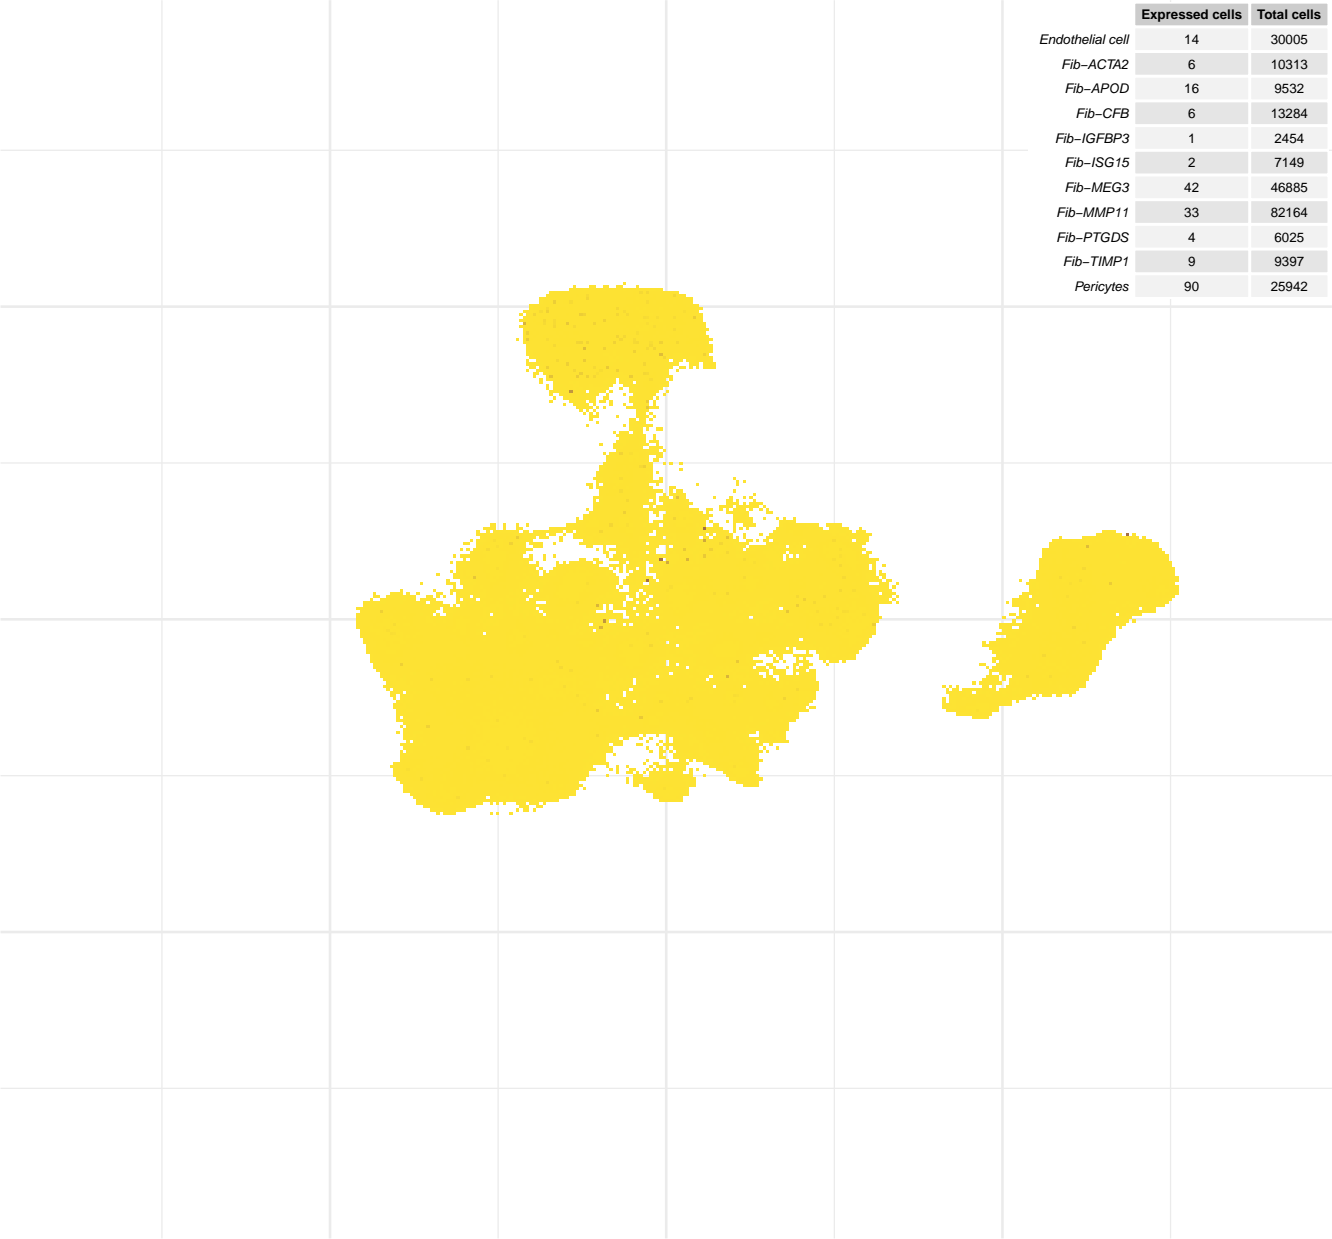 Expressed cells Total cells
Endothelial cell 14 30005
Fib−ACTA2 6 10313
Fib−APOD 16 9532
Fib−CFB 6 13284
Fib−IGFBP3 1 2454
Fib−ISG15 2 7149
Fib−MEG3 42 46885
Fib−MMP11 33 82164
Fib−PTGDS 4 6025
Fib−TIMP1 9 9397
Pericytes 90 25942